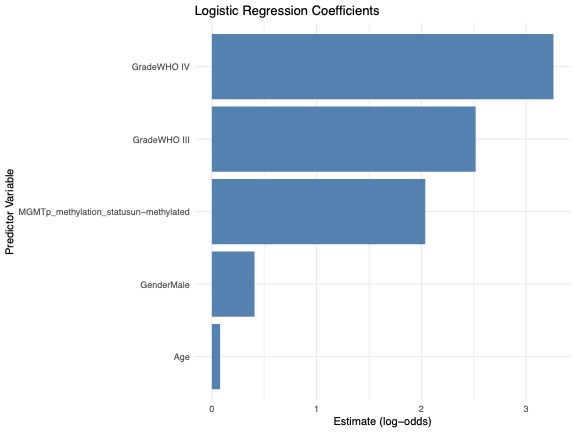 Logistic Regression Coefficients
Predictor Variable
GradeWHO IV
GradeWHO III
MGMTp_methylation_statusun−methylated
GenderMale
Age
0 1 2 3
Estimate (log−odds)